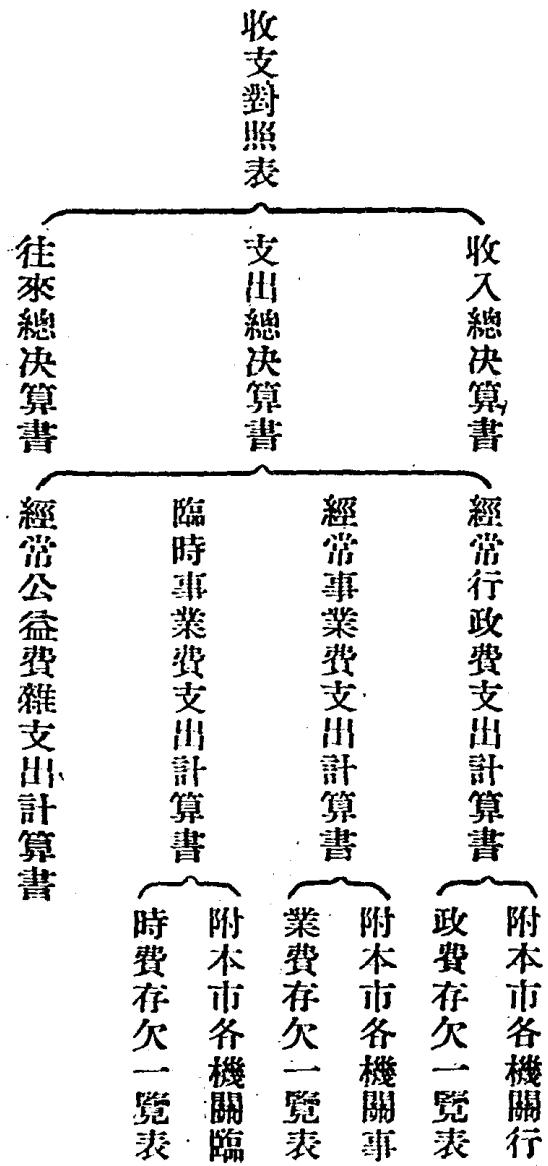 收支對照表
收入總决算書
支出總决算書
往來總决算書
經常行政費支出計算書
經常事業費支出計算書
臨時事業費支出計算書
經常公益費雜支出計算書
附本市各機關行
政費存欠一覽表
附本市各機關事
業費存欠一覽表
附本市各機關臨
時費存欠一覽表